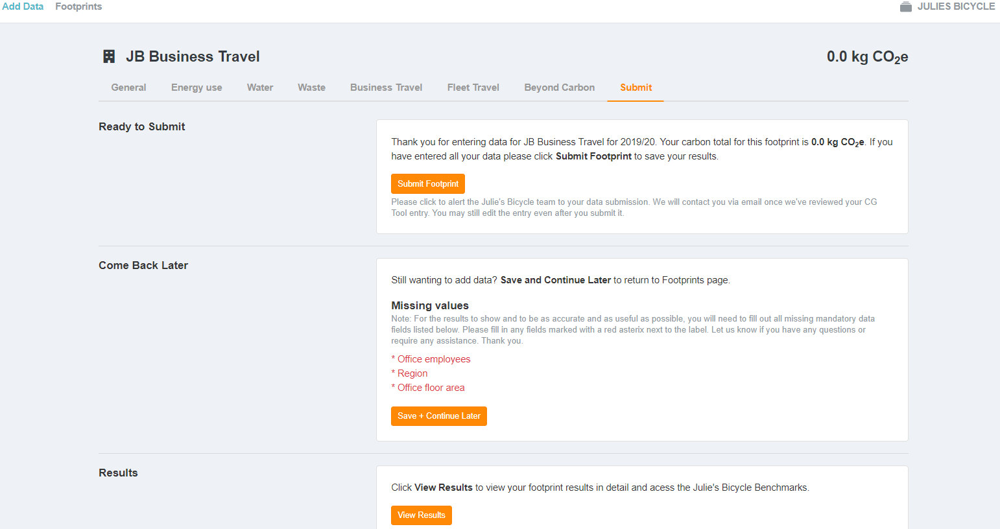 Add Data Footprints JULIES BICYCLE
JB Business Travel 0.0 kg CO2e
General Energy use Water Waste Business Travel Fleet Travel Beyond Carbon Submit
Ready to Submit
Thank you for entering data for JB Business Travel for 2019/20. Your carbon total for this footprint is 0.0 kg CO2e. If you
have entered all your data please click Submit Footprint to save your results.
Submit Footprint
Please click to alert the Julie's Bicycle team to your data submission. We will contact you via email once we've reviewed your CG
Tool entry. You may still edit the entry even after you submit it.
Come Back Later
Still wanting to add data? Save and Continue Later to return to Footprints page.
Missing values
Note: For the results to show and to be as accurate and as useful as possible, you will need to fill out all missing mandatory data
fields listed below. Please fill in any fields marked with a red asterix next to the label. Let us know if you have any questions or
require any assistance. Thank you.
* Office employees
* Region
* Office floor area
Save + Continue Later
Results
Click View Results to view your footprint results in detail and acess the Julie's Bicycle Benchmarks.
View Results